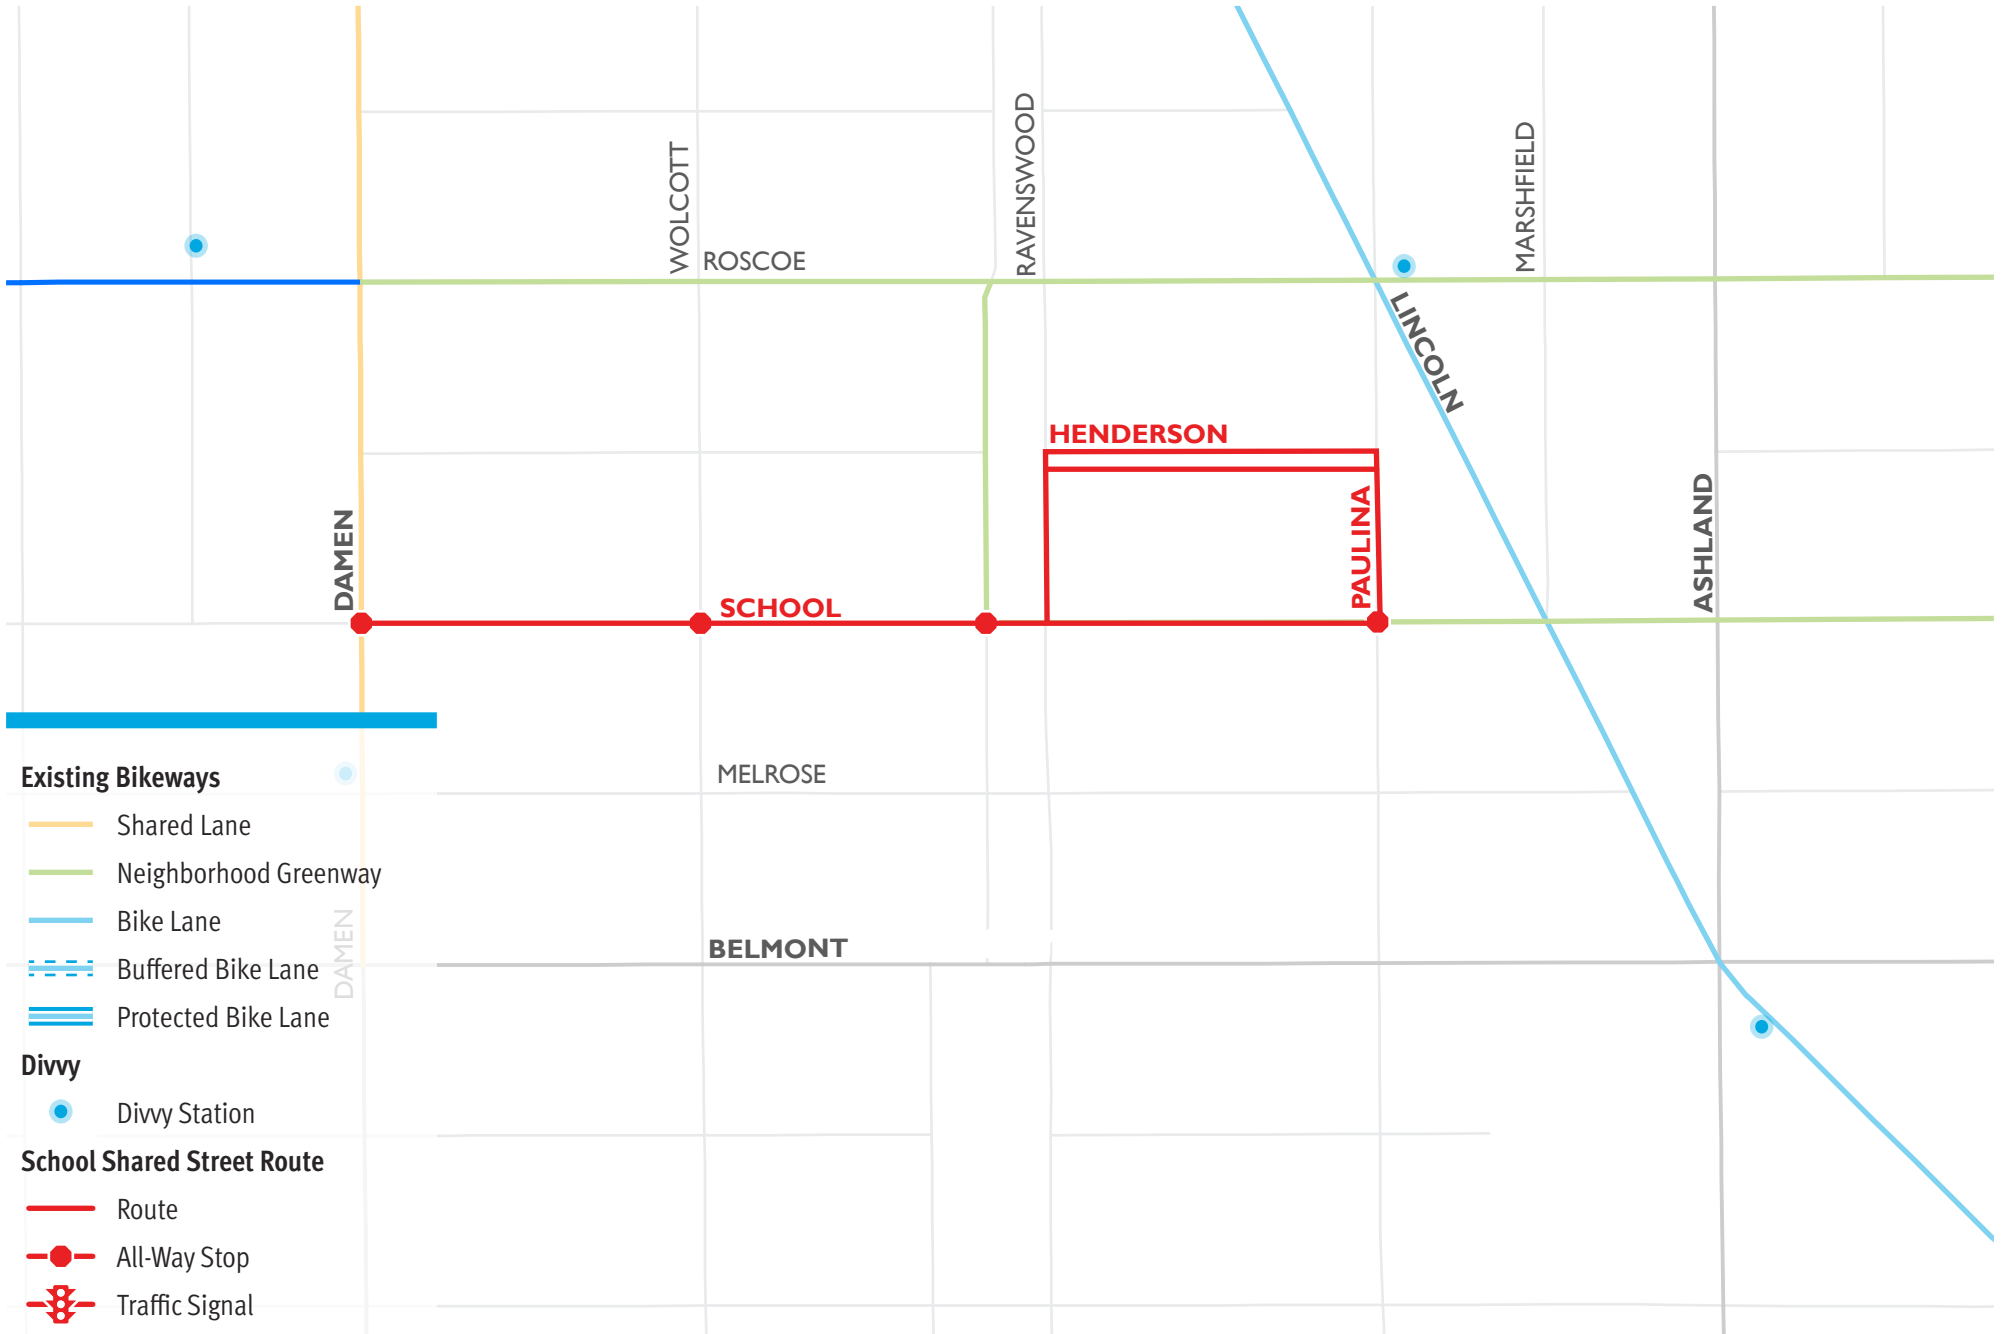 RAVENSWOOD
MARSHFIELD
WOLCOTT
ROSCOE
LINCOLN
HENDERSON
ASHLAND
PAULINA
DAMEN
SCHOOL
MELROSE
BELMONT
DAMEN
Existing Bikeways
Shared Lane
Neighborhood Greenway
Bike Lane
Buffered Bike Lane
Protected Bike Lane
Divvy
Divvy Station
School Shared Street Route
Route
All-Way Stop
Traffic Signal